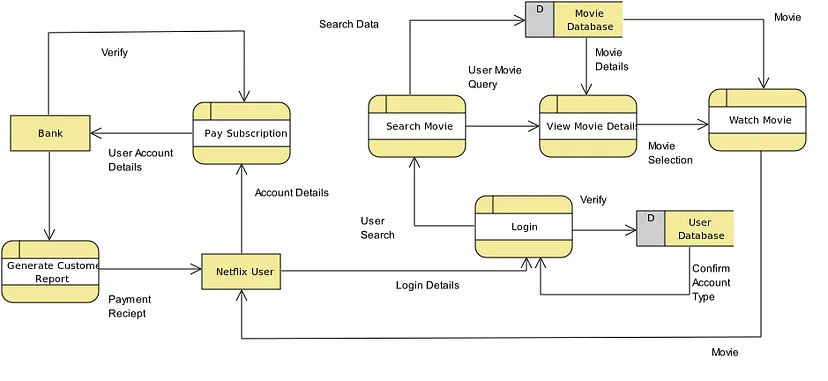 D
Movie
Database
Search Data
Movie
Verify
Movie
Details
User Movie
Query
Bank
Pay Subscription
Search Movie
View Movie Details
Watch Movie
User Account
Details
Movie
Selection
Account Details
User
Search
Login
Verify
D
User
Database
Generate Custome
Report
Netflix User
Login Details
Confirm
Account
Type
Payment
Reciept
Movie